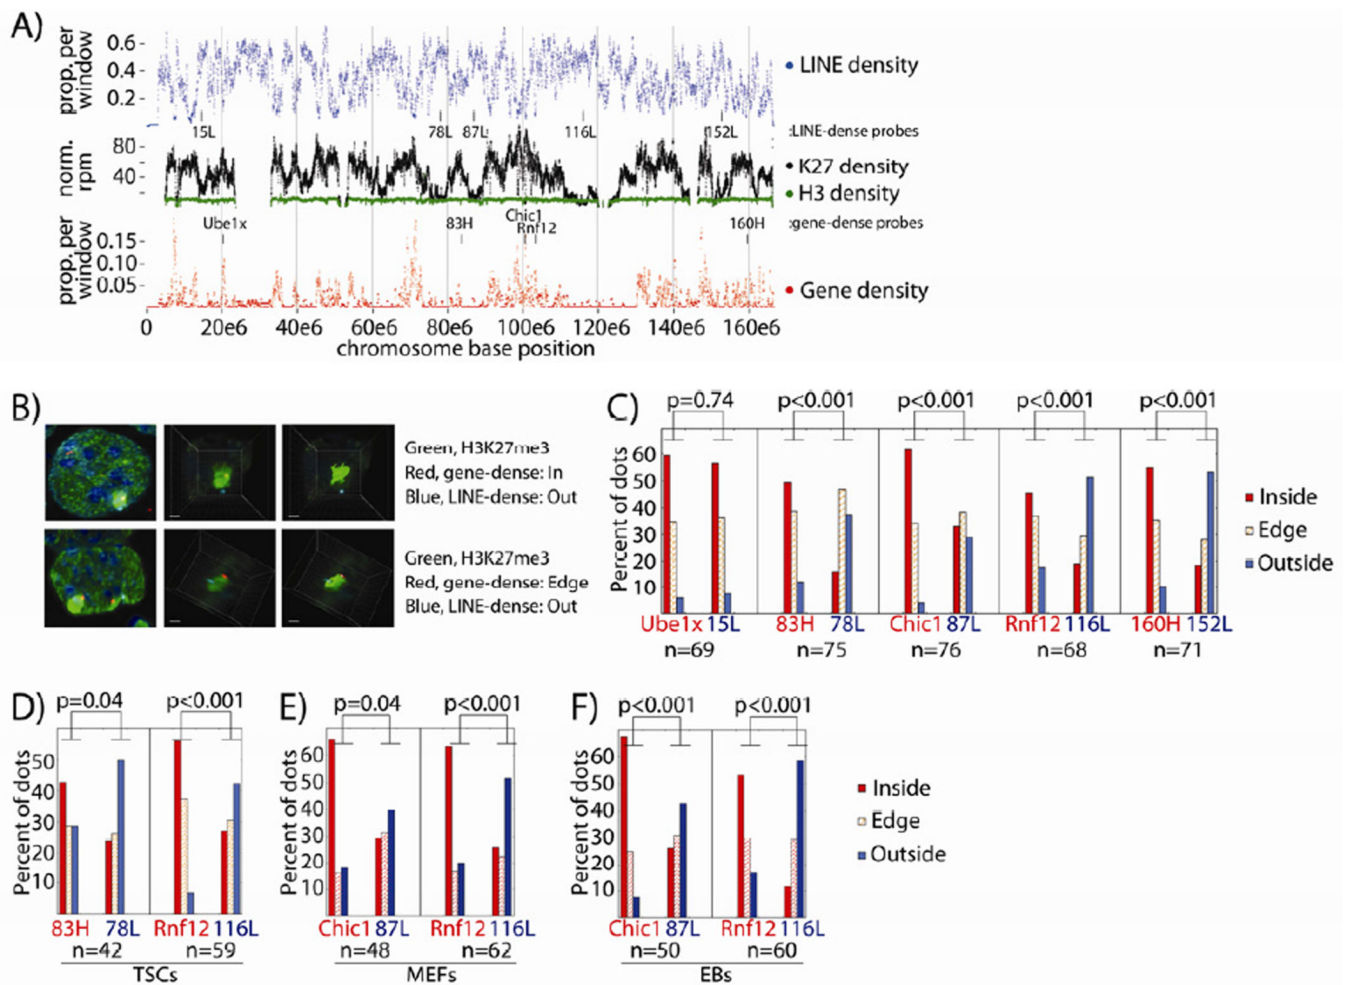 A)
prop. per window
0.6
0.4
0.2
LINE density
15L 78L 87L 116L 152L
:LINE-dense probes
norm. rpm
80
40
K27 density
H3 density
Ube1x 83H Chic1 Rnf12 160H
:gene-dense probes
prop. per window
0.15
0.10
0.05
Gene density
0 20e6 40e6 60e6 80e6 100e6 120e6 140e6 160e6
chromosome base position
B)
Green, H3K27me3
Red, gene-dense: In
Blue, LINE-dense: Out
Green, H3K27me3
Red, gene-dense: Edge
Blue, LINE-dense: Out
C)
p=0.74 p<0.001 p<0.001 p<0.001 p<0.001
Percent of dots
60
50
40
30
20
10
Ube1x 15L 83H 78L Chic1 87L Rnf12 116L 160H 152L
n=69 n=75 n=76 n=68 n=71
Inside
Edge
Outside
D)
p=0.04 p<0.001
Percent of dots
50
40
30
20
10
83H 78L Rnf12 116L
n=42 n=59
TSCs
E)
p=0.04 p<0.001
Percent of dots
60
50
40
30
20
10
Chic1 87L Rnf12 116L
n=48 n=62
MEFs
F)
p<0.001 p<0.001
Percent of dots
60
50
40
30
20
10
Chic1 87L Rnf12 116L
n=50 n=60
EBs
Inside
Edge
Outside